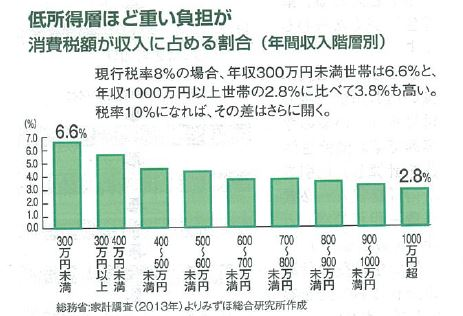 低所得層ほど重い負担が
消費税額が収入に占める割合（年間収入階層別）
現行税率8%の場合、年収300万円未満世帯は6.6%と、
年収1000万円以上世帯の2.8%に比べて3.8%も高い。
税率10%になれば、その差はさらに開く。
(%)
7.0
6.0
5.0
4.0
3.0
2.0
1.0
0.0
6.6%
2.8%
300万円未満
300万円以上400万円未満
400〜500万円未満
500〜600万円未満
600〜700万円未満
700〜800万円未満
800〜900万円未満
900〜1000万円未満
1000万円超
総務省:家計調査(2013年)よりみずほ総合研究所作成